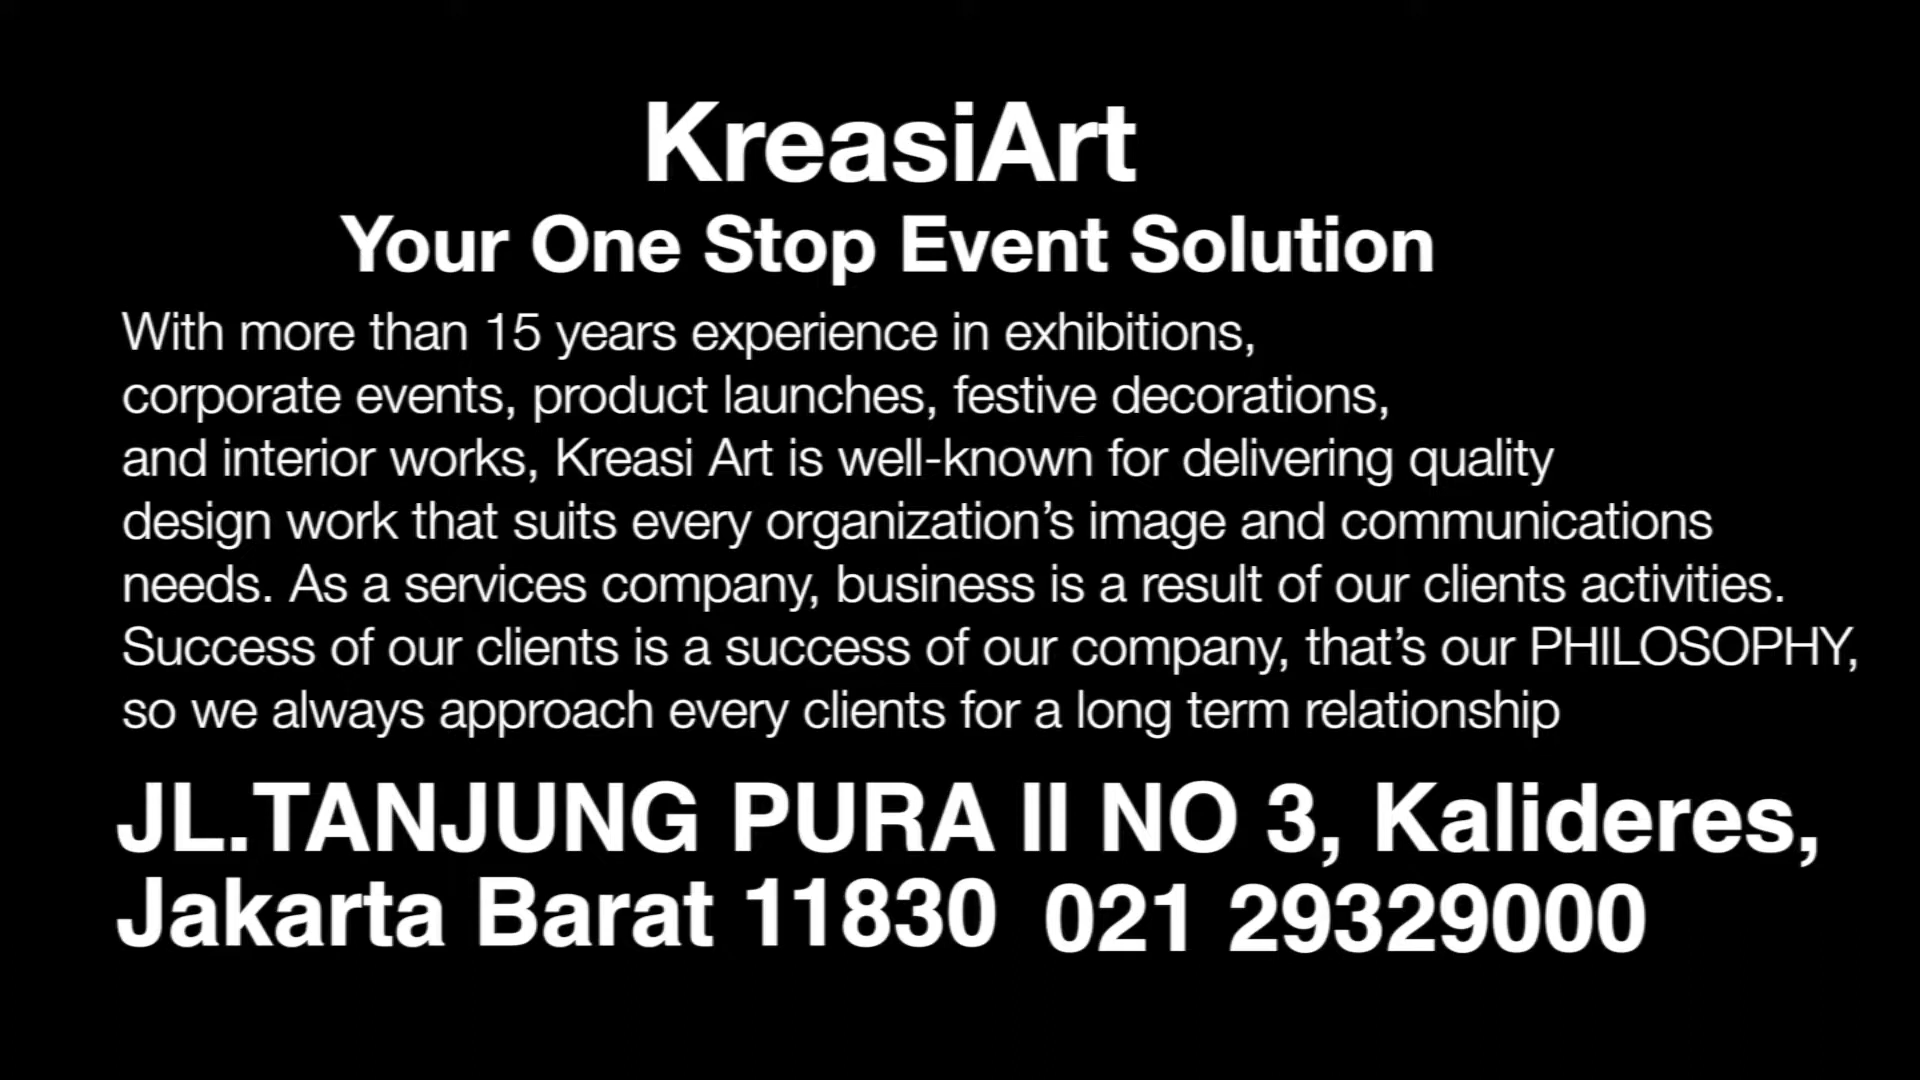 KreasiArt
Your One Stop Event Solution
With more than 15 years experience in exhibitions,
corporate events, product launches, festive decorations,
and interior works, Kreasi Art is well-known for delivering quality
design work that suits every organization’s image and communications
needs. As a services company, business is a result of our clients activities.
Success of our clients is a success of our company, that’s our PHILOSOPHY,
so we always approach every clients for a long term relationship
JL.TANJUNG PURA II NO 3, Kalideres,
Jakarta Barat 11830 021 29329000